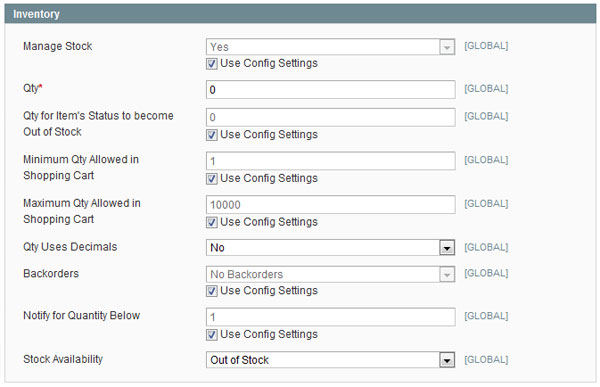 Inventory
Manage Stock Yes [GLOBAL]
Use Config Settings
Qty* 0 [GLOBAL]
Qty for Item's Status to become 0 [GLOBAL]
Out of Stock Use Config Settings
Minimum Qty Allowed in 1 [GLOBAL]
Shopping Cart Use Config Settings
Maximum Qty Allowed in 10000 [GLOBAL]
Shopping Cart Use Config Settings
Qty Uses Decimals No [GLOBAL]
Backorders No Backorders [GLOBAL]
Use Config Settings
Notify for Quantity Below 1 [GLOBAL]
Use Config Settings
Stock Availability Out of Stock [GLOBAL]